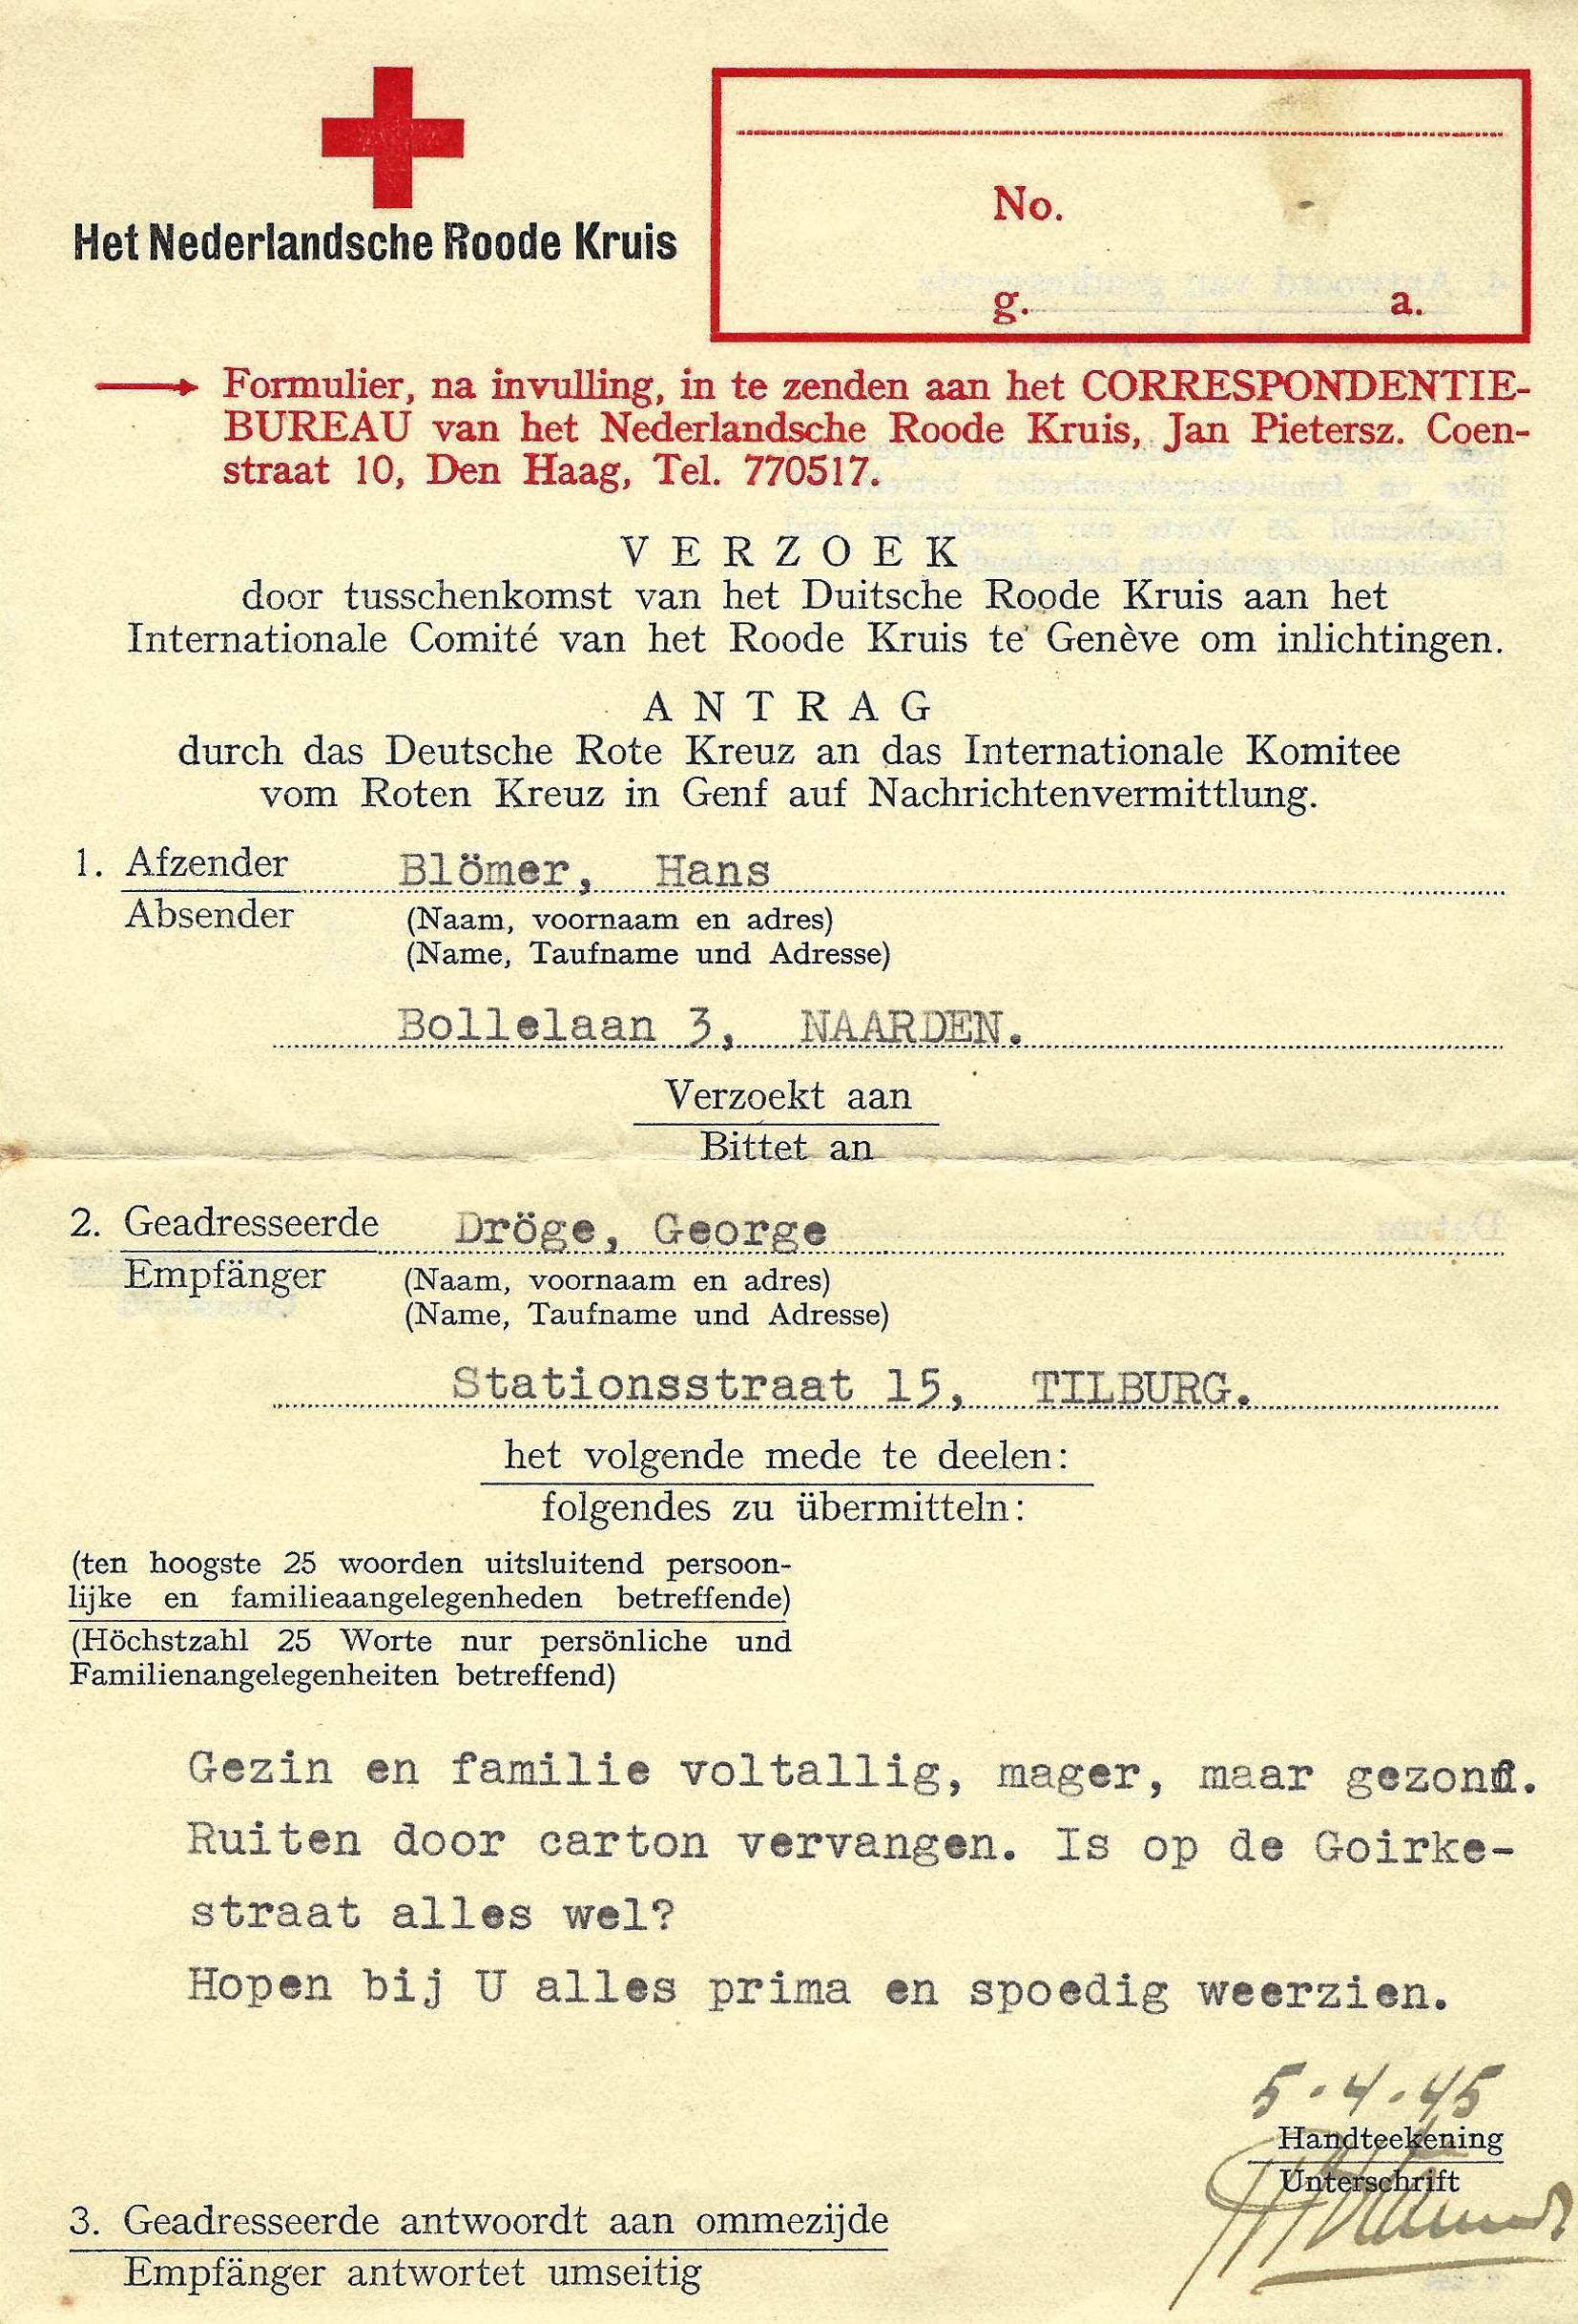 Het Nederlandsche Roode Kruis
No.
g. a.
Formulier, na invulling, in te zenden aan het CORRESPONDENTIE-
BUREAU van het Nederlandsche Roode Kruis, Jan Pietersz. Coen-
straat 10, Den Haag, Tel. 770517.
VERZOEK
door tusschenkomst van het Duitsche Roode Kruis aan het
Internationale Comité van het Roode Kruis te Genève om inlichtingen.
ANTRAG
durch das Deutsche Rote Kreuz an das Internationale Komitee
vom Roten Kreuz in Genf auf Nachrichtenvermittlung.
1. Afzender Blömer, Hans
Absender (Naam, voornaam en adres)
(Name, Taufname und Adresse)
Bollelaan 3, NAARDEN.
Verzoekt aan
Bittet an
2. Geadresseerde Dröge, George
Empfänger (Naam, voornaam en adres)
(Name, Taufname und Adresse)
Stationsstraat 15, TILBURG.
het volgende mede te deelen:
folgendes zu übermitteln:
(ten hoogste 25 woorden uitsluitend persoon-
lijke en familieaangelegenheden betreffende)
(Höchstzahl 25 Worte nur persönliche und
Familienangelegenheiten betreffend)
Gezin en familie voltallig, mager, maar gezond.
Ruiten door carton vervangen. Is op de Goirke-
straat alles wel?
Hopen bij U alles prima en spoedig weerzien.
5.4.45
Handteekening
Unterschrift
3. Geadresseerde antwoordt aan ommezijde
Empfänger antwortet umseitig